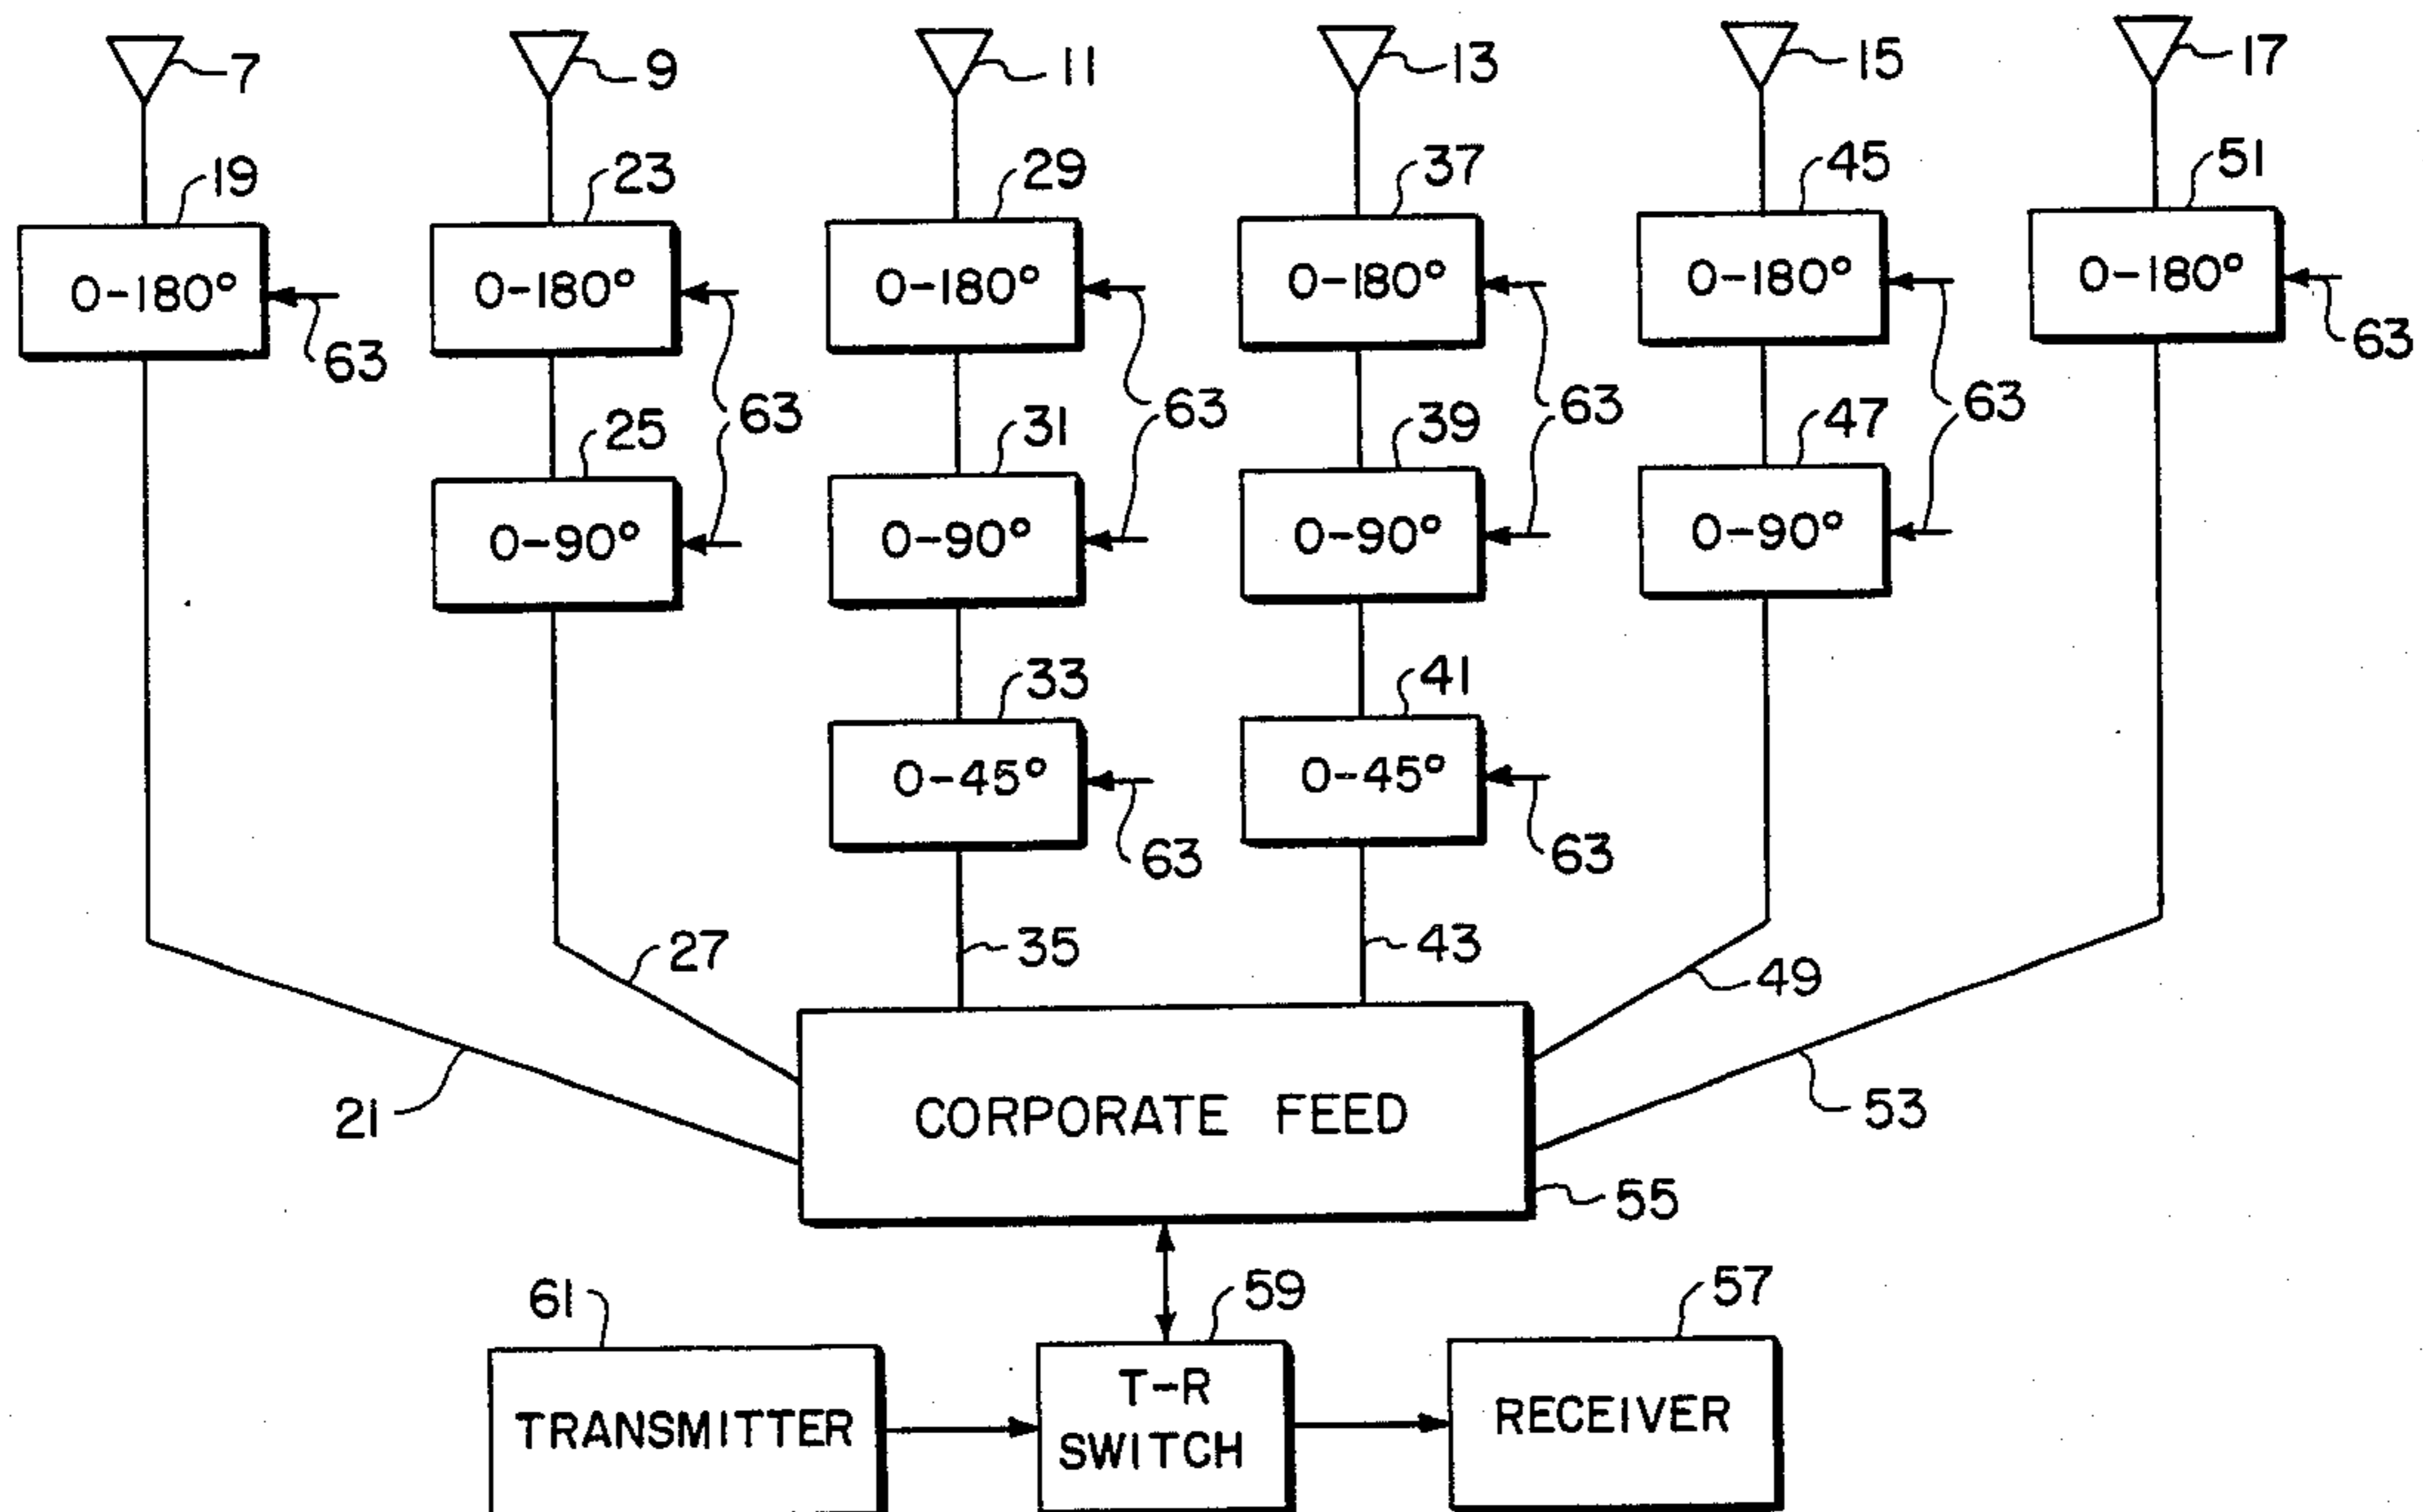 7 9 11 13 15 17
19 23 29 37 45 51
0-180° 0-180° 0-180° 0-180° 0-180° 0-180°
63 63 63 63 63 63
25 31 39 47
0-90° 0-90° 0-90° 0-90°
33 41
0-45° 0-45°
63 63
27 35 43 49
21 CORPORATE FEED 53
55
61 59 57
TRANSMITTER T-R SWITCH RECEIVER